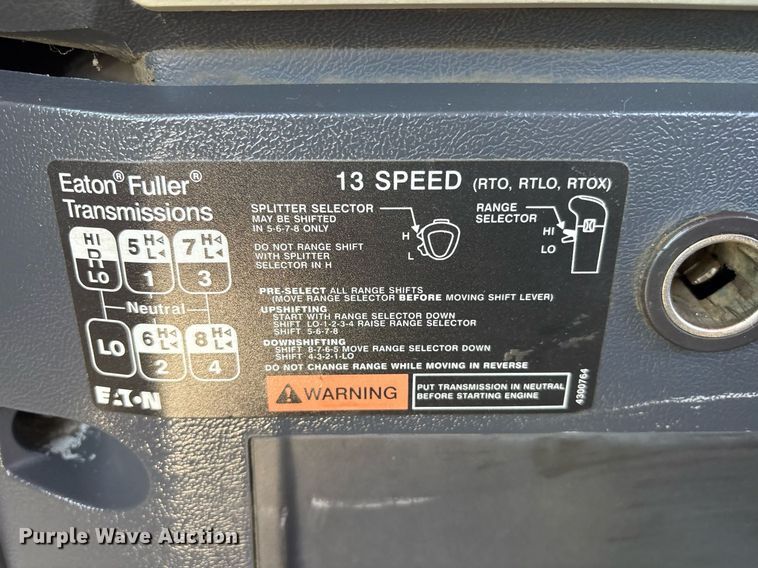 Eaton® Fuller®
Transmissions
HI
R
LO
5 H
L
1
7 H
L
3
Neutral
LO
6 H
L
2
8 H
L
4
EATON
13 SPEED (RTO, RTLO, RTOX)
SPLITTER SELECTOR
MAY BE SHIFTED
IN 5-6-7-8 ONLY
DO NOT RANGE SHIFT
WITH SPLITTER
SELECTOR IN H
H
L
RANGE
SELECTOR
HI
LO
PRE-SELECT ALL RANGE SHIFTS
(MOVE RANGE SELECTOR BEFORE MOVING SHIFT LEVER)
UPSHIFTING
START WITH RANGE SELECTOR DOWN
SHIFT LO-1-2-3-4 RAISE RANGE SELECTOR
SHIFT 5-6-7-8
DOWNSHIFTING
SHIFT 8-7-6-5 MOVE RANGE SELECTOR DOWN
SHIFT 4-3-2-1-LO
DO NOT CHANGE RANGE WHILE MOVING IN REVERSE
WARNING
PUT TRANSMISSION IN NEUTRAL
BEFORE STARTING ENGINE
4300764
Purple Wave Auction